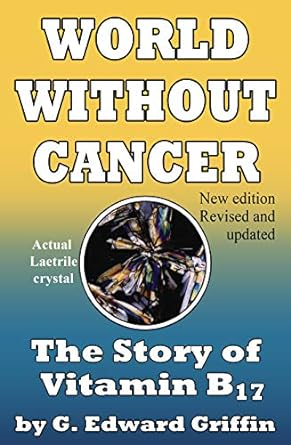 WORLD
WITHOUT
CANCER
New edition
Revised and
updated
Actual
Laetrile
crystal
The Story of
Vitamin B₁₇
by G. Edward Griffin